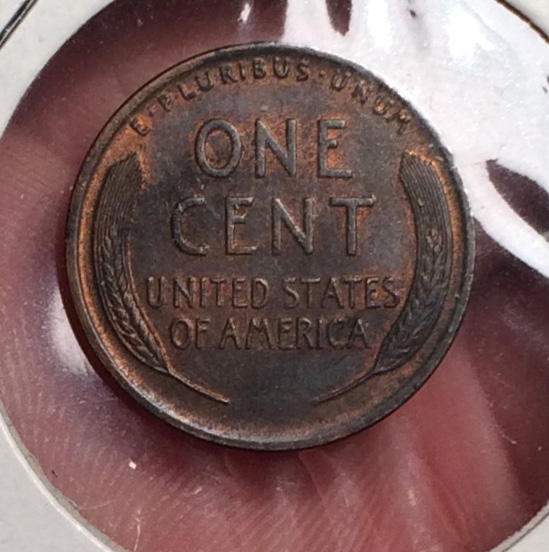 E·PLURIBUS·UNUM
ONE
CENT
UNITED STATES
OF AMERICA